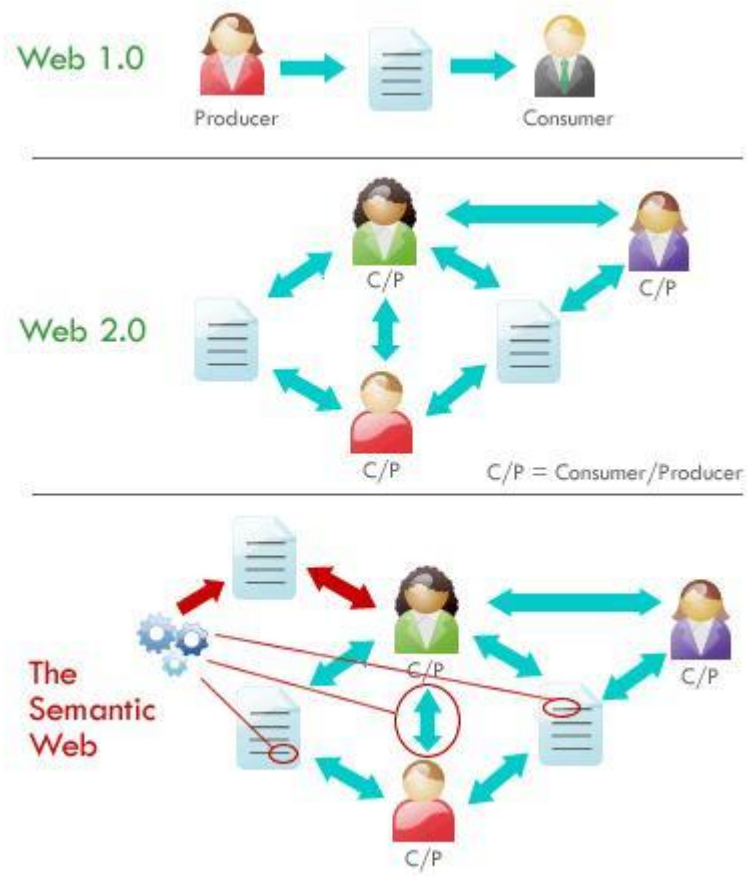 Web 1.0
Producer
Consumer
C/P
C/P
Web 2.0
C/P
C/P = Consumer/Producer
C/P
C/P
The
Semantic
Web
C/P